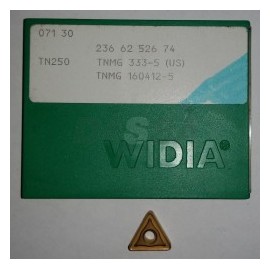 071 30
236 62 526 74
TN250 TNMG 333-5 (US)
TNMG 160412-5
WIDIA